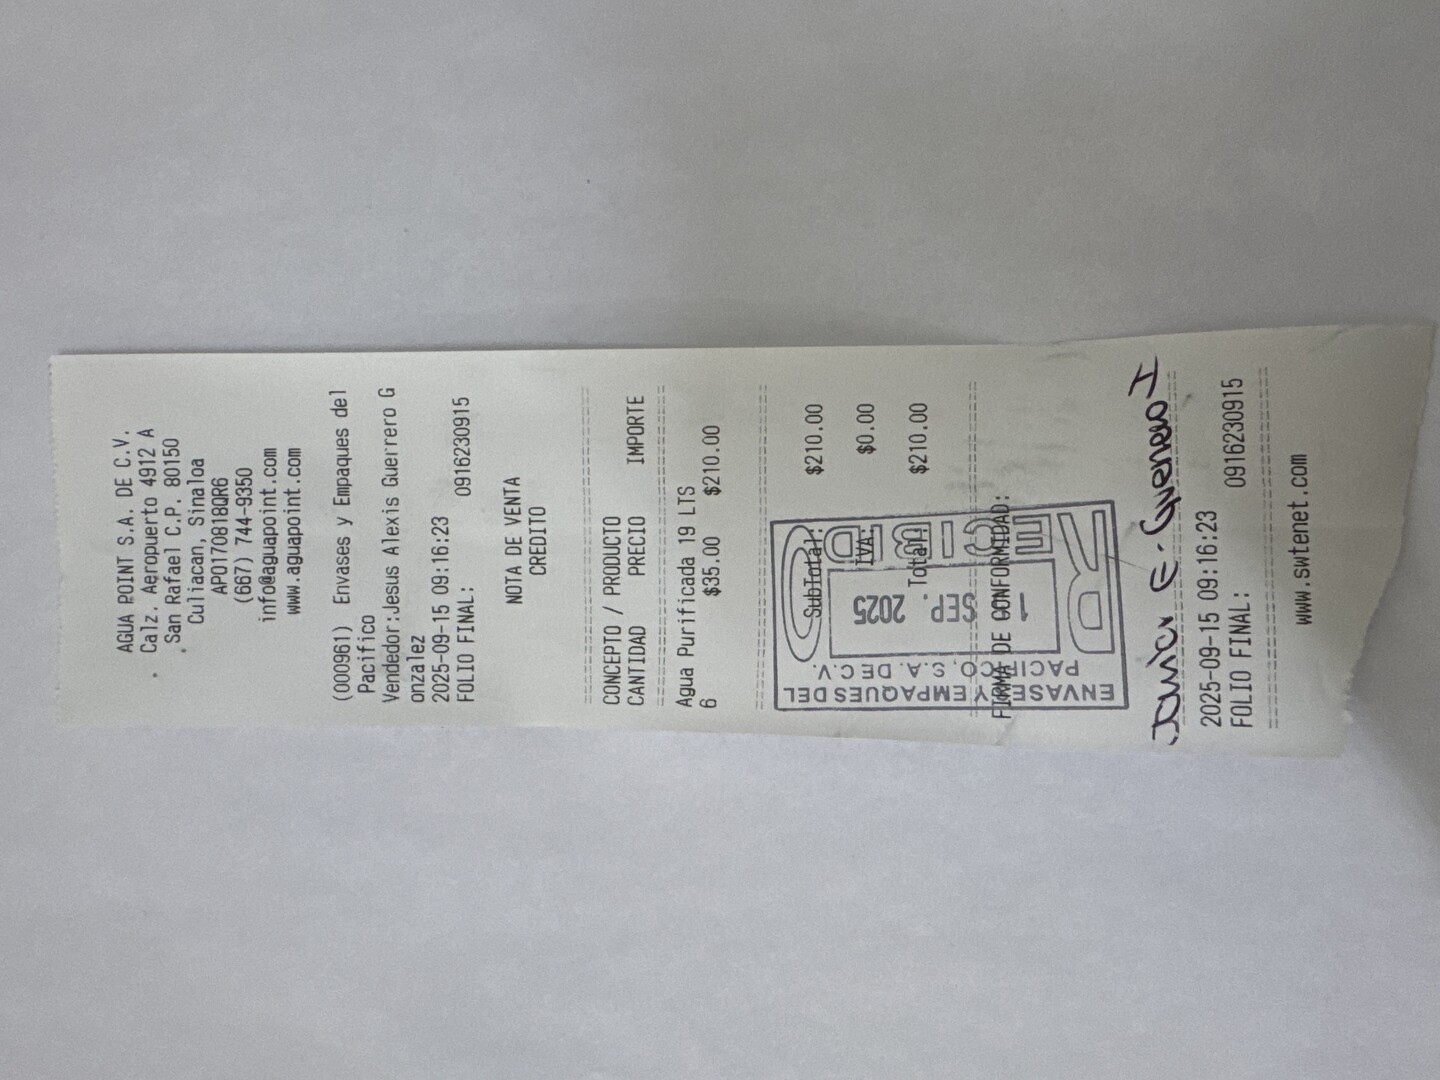 AGUA POINT S.A. DE C.V.
Calz. Aeropuerto 4912 A
San Rafael C.P. 80150
Culiacan, Sinaloa
APO170818QR6
(667) 744-9350
info@aguapoint.com
www.aguapoint.com
(000961) Envases y Empaques del
Pacifico
Vendedor:Jesus Alexis Guerrero G
onzalez
2025-09-15 09:16:23
FOLIO FINAL: 0916230915
NOTA DE VENTA
CREDITO
CONCEPTO / PRODUCTO
CANTIDAD PRECIO IMPORTE
Agua Purificada 19 LTS
6 $35.00 $210.00
SubTotal: $210.00
IVA: $0.00
Total: $210.00
FIRMA DE CONFORMIDAD:
ENVASES Y EMPAQUES DEL
PACIFICO, S.A. DE C.V.
1 SEP. 2025
RECIBIDO
Javier E.
2025-09-15 09:16:23
FOLIO FINAL: 0916230915
www.swtenet.com